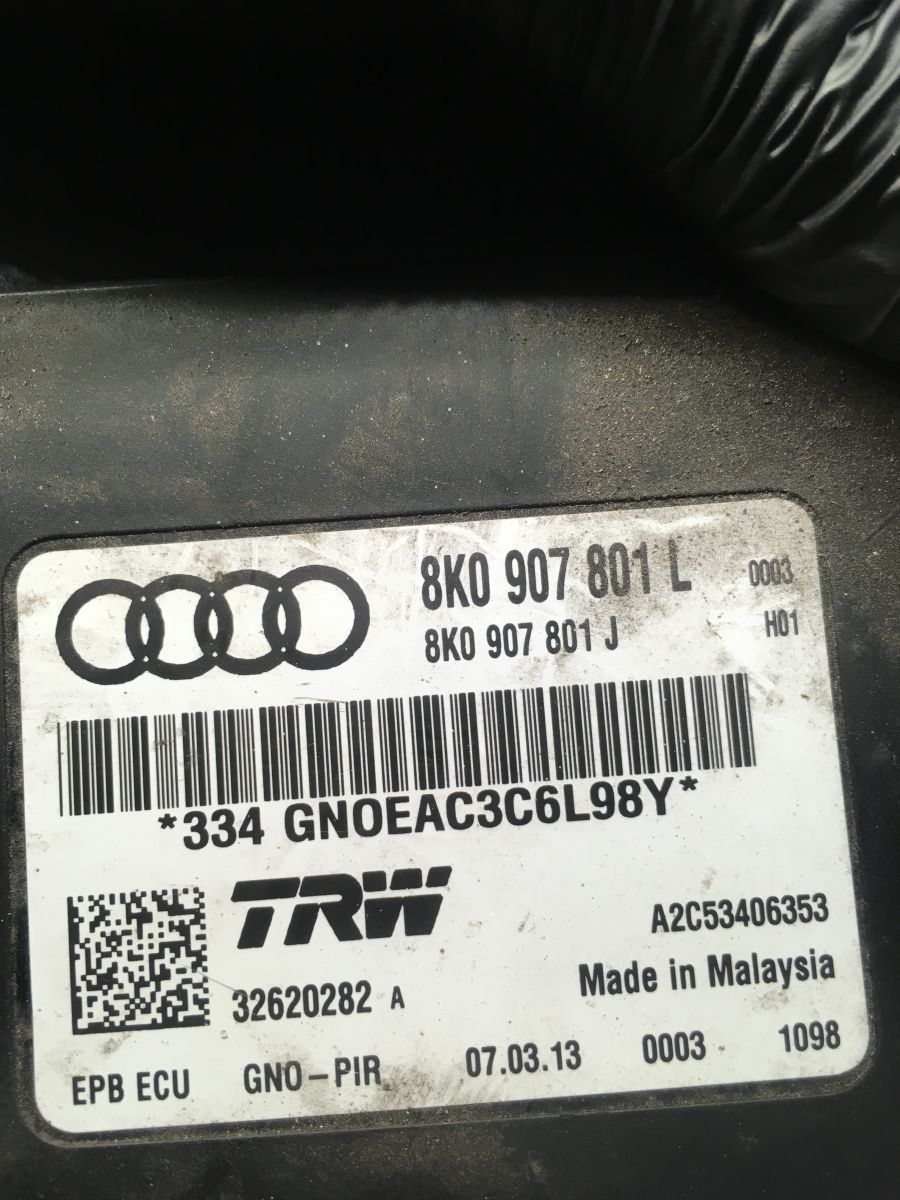 8K0 907 801 L 0003
8K0 907 801 J H01
*334 GNOEAC3C6L98Y*
TRW
A2C53406353
32620282 A
Made in Malaysia
EPB ECU GNO-PIR 07.03.13 0003 1098